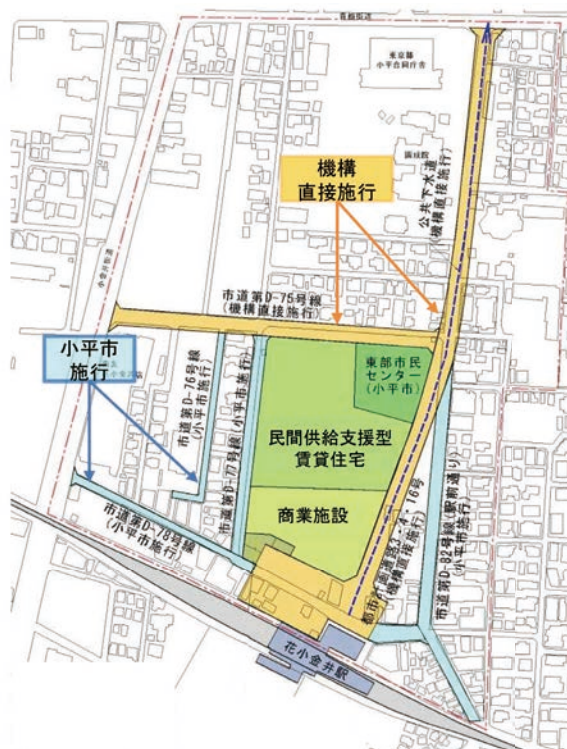 青梅街道
東京都
小平合同庁舎
機構
直接施行
公共下水道
(機構直接施行)
小金井街道
市道第D-75号線
(機構直接施行)
小平市
施行
東部市民
センター
(小平市)
市道第D-76号線
(小平市施行)
市道第D-77号線(小平市施行)
民間供給支援型
賃貸住宅
商業施設
市道第D-78号線
(小平市施行)
都市計画道路3・4・16号
(機構直接施行)
市道第D-82号線(駅前通り)
(小平市施行)
花小金井駅